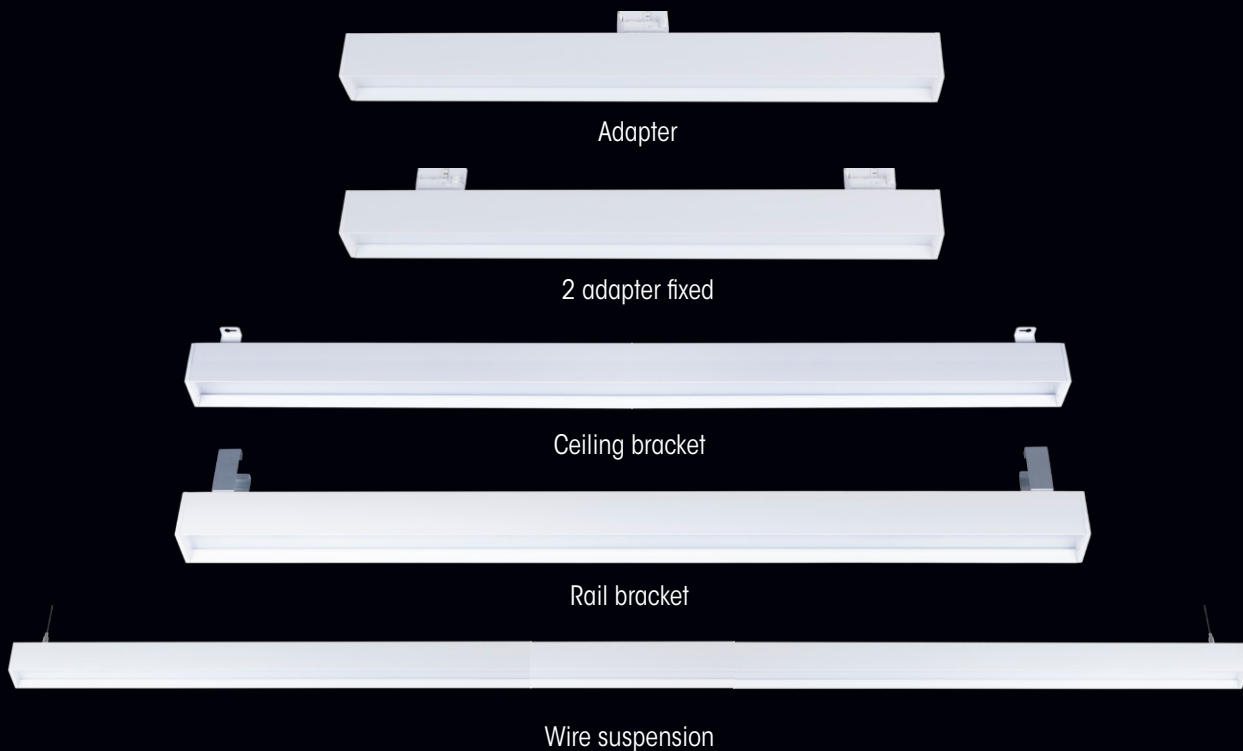 Adapter
2 adapter fixed
Ceiling bracket
Rail bracket
Wire suspension